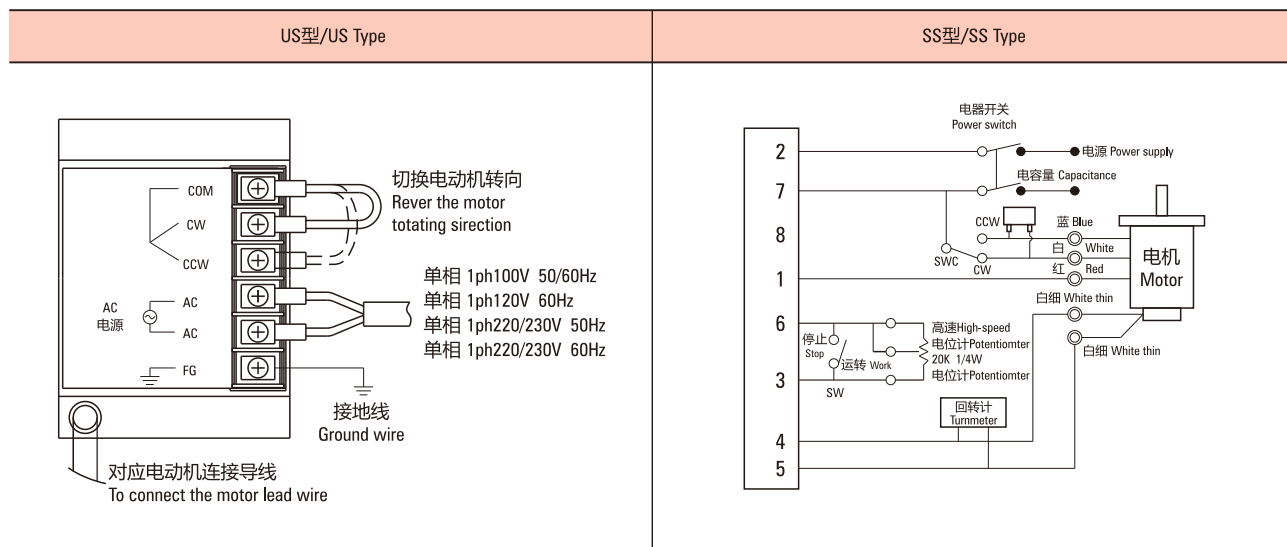 US型/US Type
SS型/SS Type
COM
CW
CCW
AC
电源
AC
AC
FG
切换电动机转向
Rever the motor
totating sirection
单相 1ph100V 50/60Hz
单相 1ph120V 60Hz
单相 1ph220/230V 50Hz
单相 1ph220/230V 60Hz
接地线
Ground wire
对应电动机连接导线
To connect the motor lead wire
电器开关
Power switch
2
电源 Power supply
电容量 Capacitance
7
CCW
蓝 Blue
8
白 White
SWC
CW
电机
Motor
1
红 Red
白细 White thin
6
高速High-speed
停止
Stop
电位计Potentiomter
运转 Work
20K 1/4W
电位计Potentiomter
白细 White thin
3
SW
回转计
Turnmeter
4
5